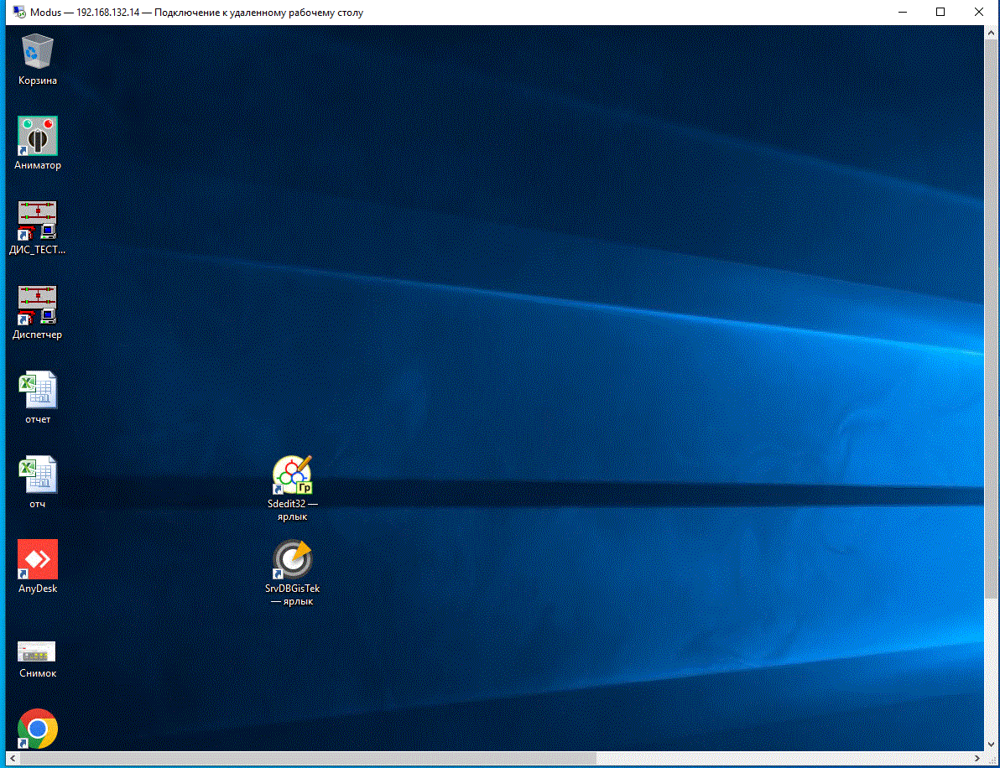 Modus — 192.168.132.14 — Подключение к удаленному рабочему столу
Корзина
Аниматор
ДИС_ТЕСТ...
Диспетчер
отчет
отч
Гр
Sdedit32 —
ярлык
AnyDesk
SrvDBGisTek
— ярлык
Снимок